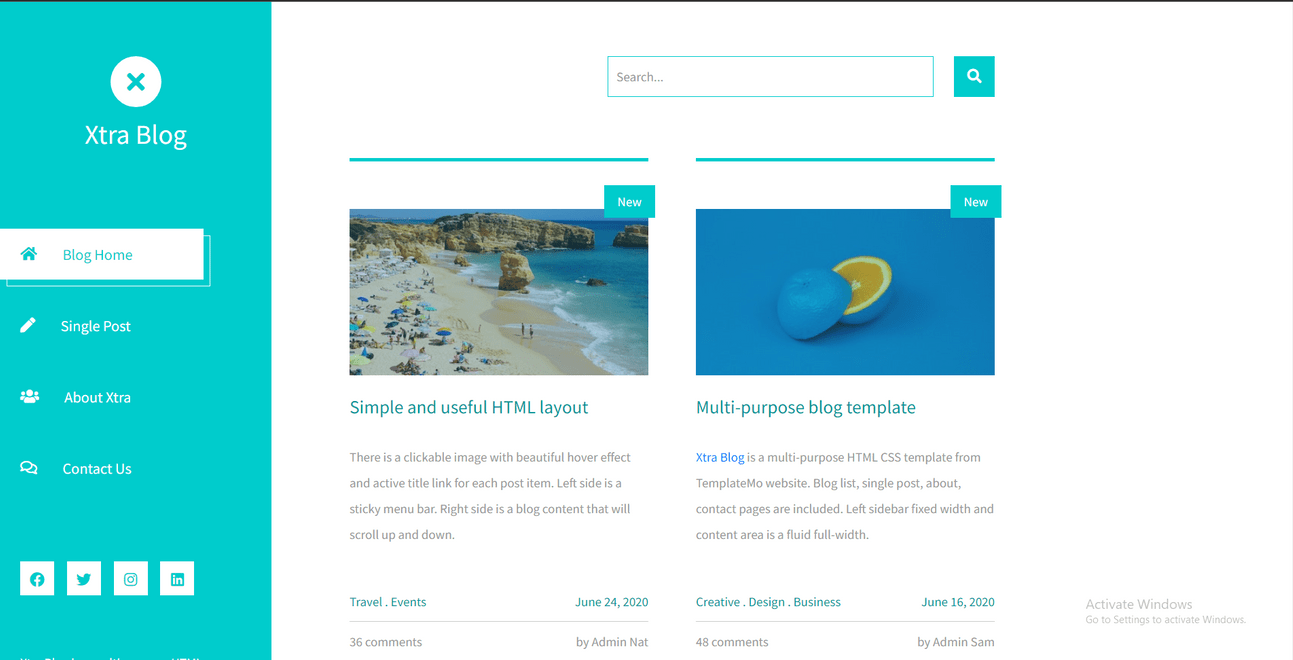 Xtra Blog
Blog Home
Single Post
About Xtra
Contact Us
Search...
New
Simple and useful HTML layout
There is a clickable image with beautiful hover effect
and active title link for each post item. Left side is a
sticky menu bar. Right side is a blog content that will
scroll up and down.
Travel . Events
June 24, 2020
36 comments
by Admin Nat
New
Multi-purpose blog template
Xtra Blog is a multi-purpose HTML CSS template from
TemplateMo website. Blog list, single post, about,
contact pages are included. Left sidebar fixed width and
content area is a fluid full-width.
Creative . Design . Business
June 16, 2020
48 comments
by Admin Sam
Activate Windows
Go to Settings to activate Windows.